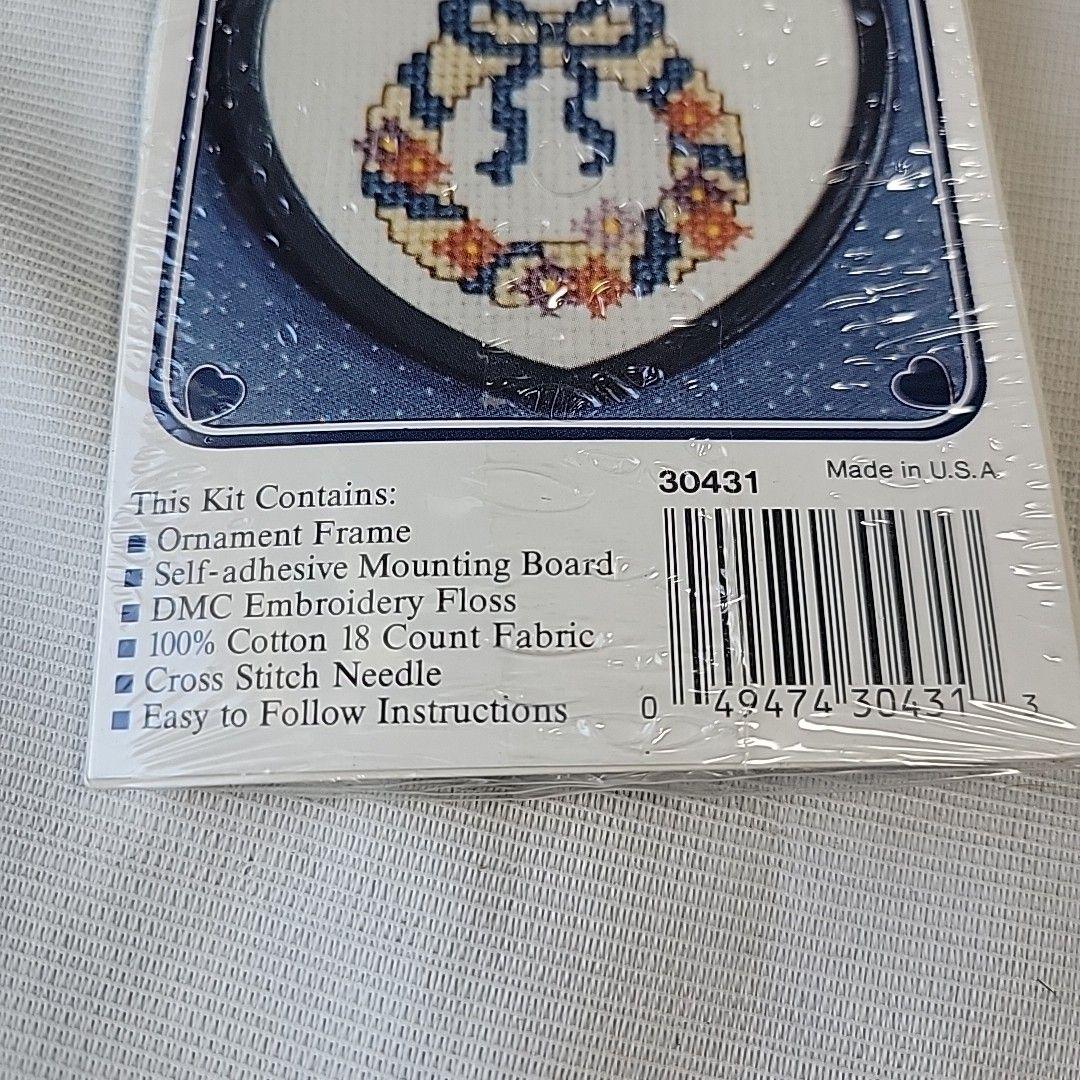 This Kit Contains:
Ornament Frame
Self-adhesive Mounting Board
DMC Embroidery Floss
100% Cotton 18 Count Fabric
Cross Stitch Needle
Easy to Follow Instructions
30431
Made in U.S.A.
0 49474 30431 3